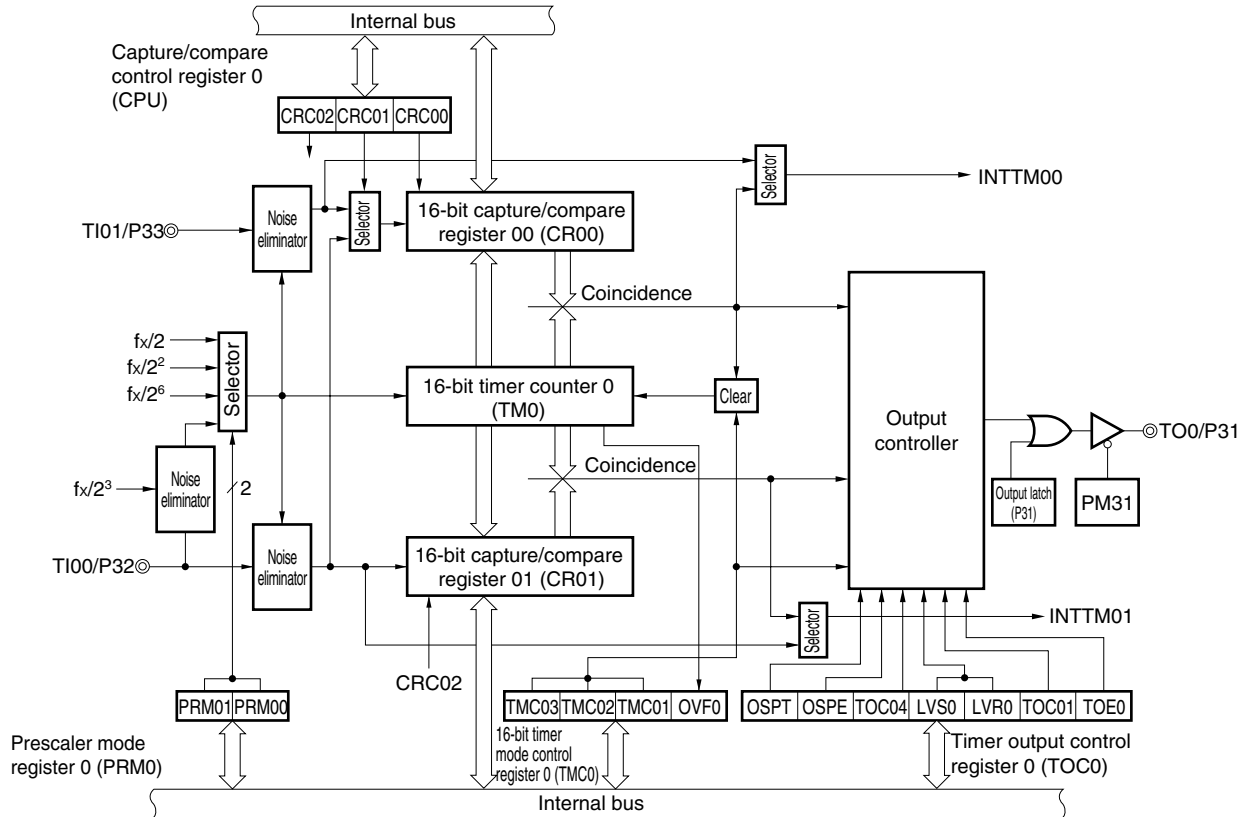 Internal bus
Capture/compare
control register 0
(CPU)
CRC02 CRC01 CRC00
Selector
INTTM00
TI01/P33
Noise
eliminator
Selector
16-bit capture/compare
register 00 (CR00)
Coincidence
fx/2
fx/2²
fx/2⁶
Selector
16-bit timer counter 0
(TM0)
Clear
Output
controller
TO0/P31
Coincidence
fx/2³
Noise
eliminator
2
Output latch
(P31)
PM31
TI00/P32
Noise
eliminator
16-bit capture/compare
register 01 (CR01)
Selector
INTTM01
CRC02
PRM01 PRM00
TMC03 TMC02 TMC01 OVF0
OSPT OSPE TOC04 LVS0 LVR0 TOC01 TOE0
Prescaler mode
register 0 (PRM0)
16-bit timer
mode control
register 0 (TMC0)
Timer output control
register 0 (TOC0)
Internal bus